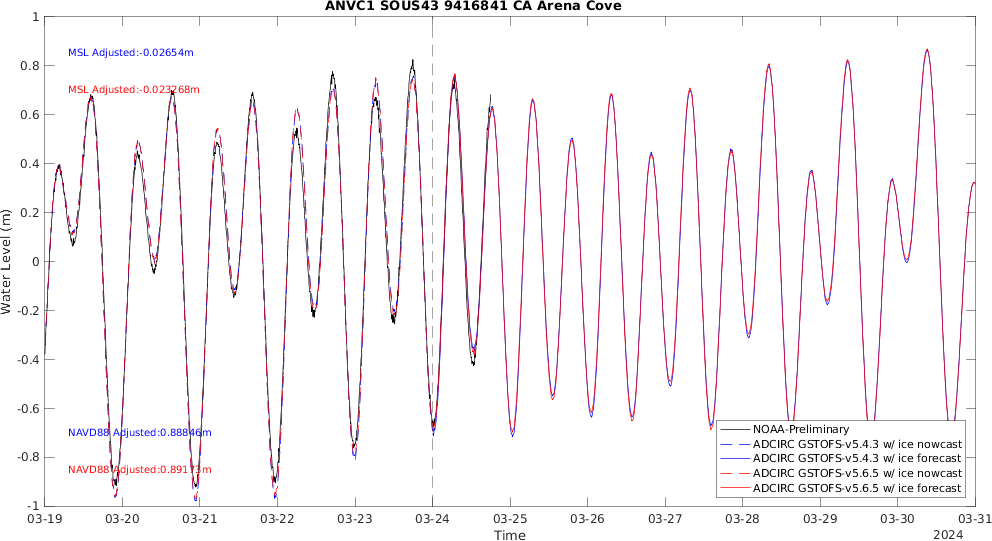 ANVC1 SOUS43 9416841 CA Arena Cove
MSL Adjusted:-0.02654m
MSL Adjusted:-0.023268m
NAVD88 Adjusted:0.88846m
NAVD88 Adjusted:0.89173m
Water Level (m)
1
0.8
0.6
0.4
0.2
0
-0.2
-0.4
-0.6
-0.8
-1
NOAA-Preliminary
ADCIRC GSTOFS-v5.4.3 w/ ice nowcast
ADCIRC GSTOFS-v5.4.3 w/ ice forecast
ADCIRC GSTOFS-v5.6.5 w/ ice nowcast
ADCIRC GSTOFS-v5.6.5 w/ ice forecast
03-19 03-20 03-21 03-22 03-23 03-24 03-25 03-26 03-27 03-28 03-29 03-30 03-31
Time
2024